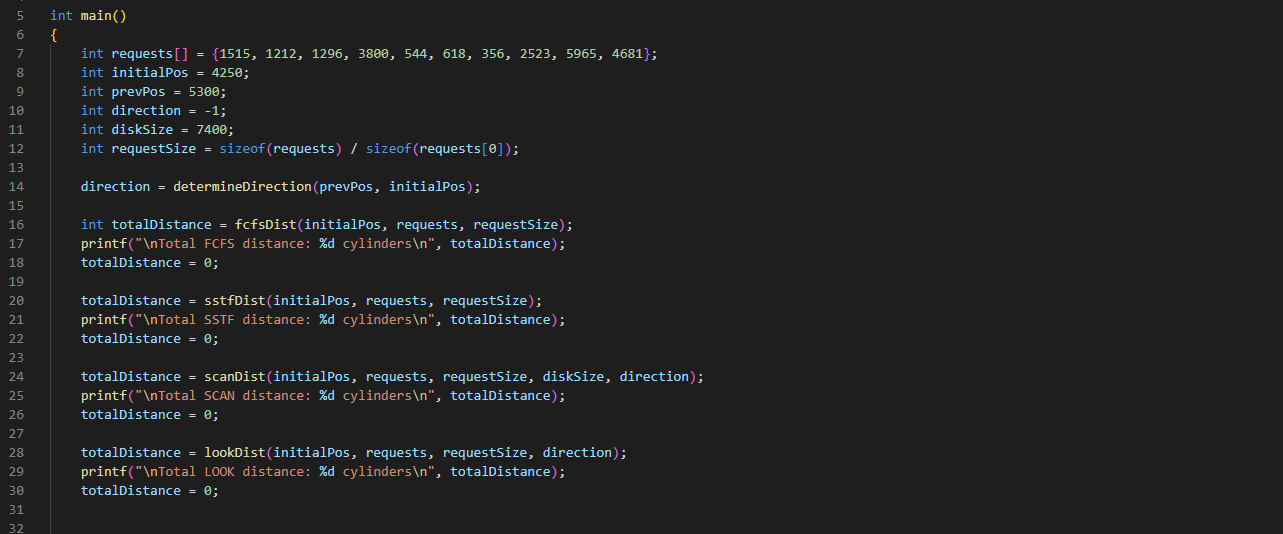 5 int main()
6 {
7 int requests[] = {1515, 1212, 1296, 3800, 544, 618, 356, 2523, 5965, 4681};
8 int initialPos = 4250;
9 int prevPos = 5300;
10 int direction = -1;
11 int diskSize = 7400;
12 int requestSize = sizeof(requests) / sizeof(requests[0]);
13
14 direction = determineDirection(prevPos, initialPos);
15
16 int totalDistance = fcfsDist(initialPos, requests, requestSize);
17 printf("\nTotal FCFS distance: %d cylinders\n", totalDistance);
18 totalDistance = 0;
19
20 totalDistance = sstfDist(initialPos, requests, requestSize);
21 printf("\nTotal SSTF distance: %d cylinders\n", totalDistance);
22 totalDistance = 0;
23
24 totalDistance = scanDist(initialPos, requests, requestSize, diskSize, direction);
25 printf("\nTotal SCAN distance: %d cylinders\n", totalDistance);
26 totalDistance = 0;
27
28 totalDistance = lookDist(initialPos, requests, requestSize, direction);
29 printf("\nTotal LOOK distance: %d cylinders\n", totalDistance);
30 totalDistance = 0;
31
32